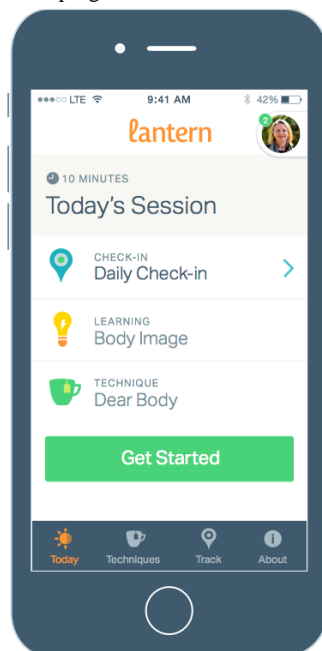 LTE 9:41 AM 42%
lantern
2
10 MINUTES
Today's Session
CHECK-IN
Daily Check-in
LEARNING
Body Image
TECHNIQUE
Dear Body
Get Started
Today Techniques Track About